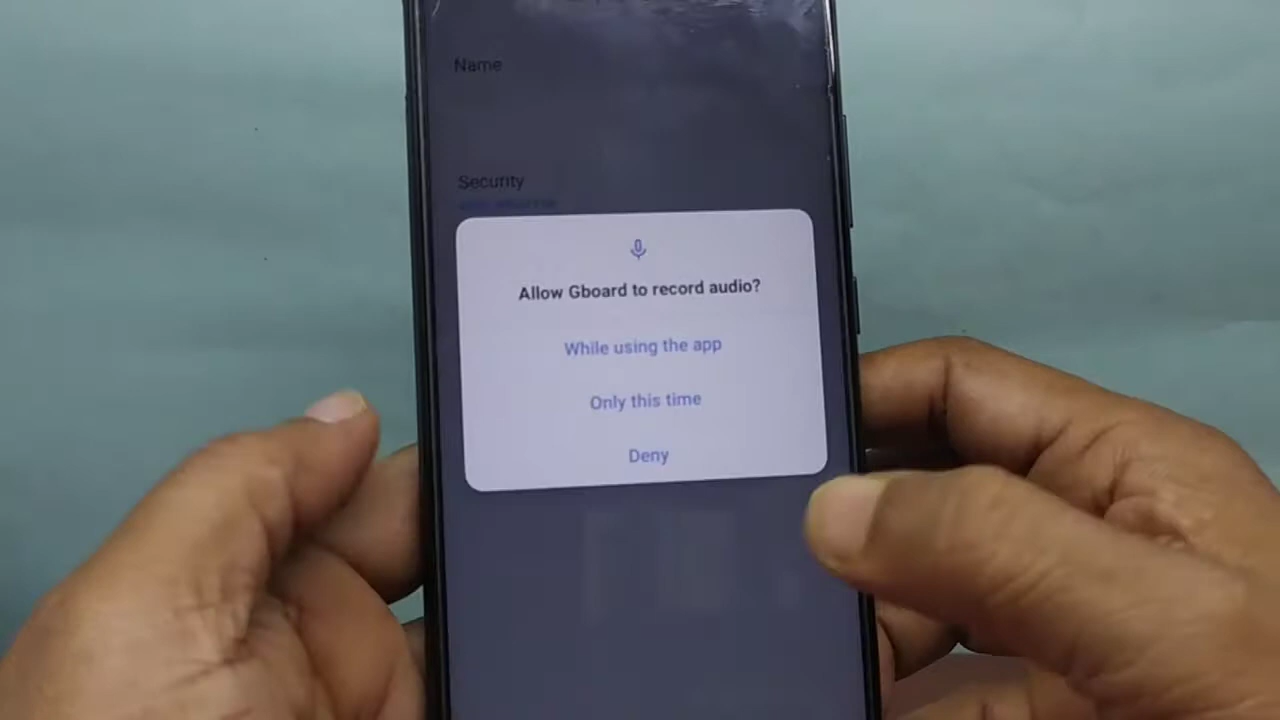 Name
Security
Allow Gboard to record audio?
While using the app
Only this time
Deny